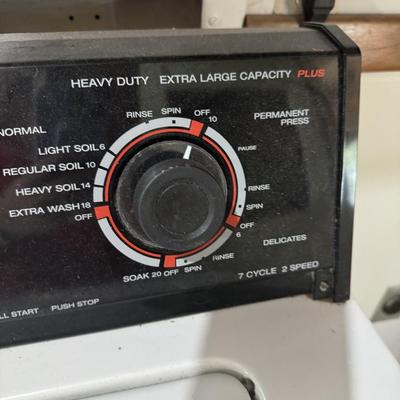 HEAVY DUTY EXTRA LARGE CAPACITY PLUS
RINSE SPIN OFF
10
PERMANENT
PRESS
NORMAL
LIGHT SOIL 6
PAUSE
REGULAR SOIL 10
HEAVY SOIL 14
RINSE
EXTRA WASH 18
SPIN
OFF
OFF
6
DELICATES
RINSE
SOAK 20 OFF SPIN
7 CYCLE 2 SPEED
START PUSH STOP